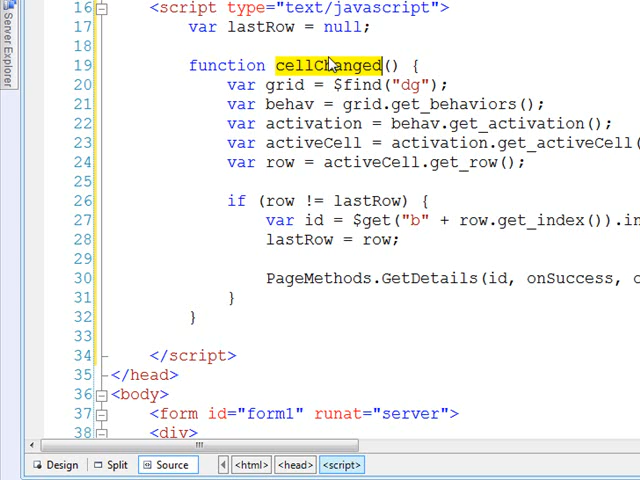 Server Explorer
16 <script type="text/javascript">
17 var lastRow = null;
18
19 function cellChanged() {
20 var grid = $find("dg");
21 var behav = grid.get_behaviors();
22 var activation = behav.get_activation();
23 var activeCell = activation.get_activeCell(
24 var row = activeCell.get_row();
25
26 if (row != lastRow) {
27 var id = $get("b" + row.get_index()).in
28 lastRow = row;
29
30 PageMethods.GetDetails(id, onSuccess, o
31 }
32 }
33
34 </script>
35 </head>
36 <body>
37 <form id="form1" runat="server">
38 <div>
Design Split Source <html> <head> <script>